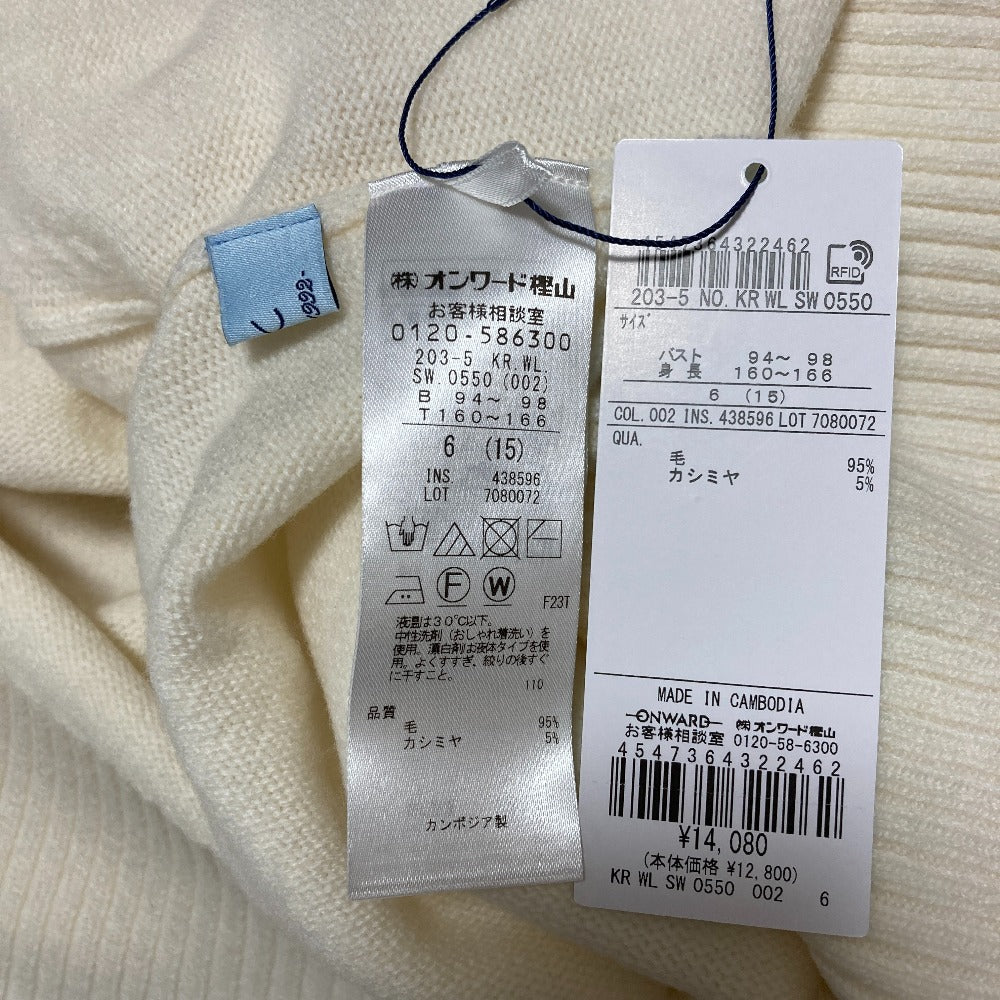 (株)オンワード樫山
お客様相談室
0120-586300
203-5 KR.WL.
SW.0550(002)
B 94～ 98
T 160～166
6 (15)
INS. 438596
LOT 7080072
F
W
F23T
液温は30℃以下。
中性洗剤(おしゃれ着洗い)を
使用。漂白剤は液体タイプを使
用。よくすすぎ、絞りの後すぐ
に干すこと。
110
品質
毛 95%
カシミヤ 5%
カンボジア製
4547364322462
RFID
203-5 NO. KR WL SW 0550
サイズ
バスト 94～ 98
身長 160～166
6 (15)
COL. 002 INS. 438596 LOT 7080072
QUA.
毛 95%
カシミヤ 5%
MADE IN CAMBODIA
ONWARD (株)オンワード樫山
お客様相談室 0120-58-6300
4547364322462
¥14,080
(本体価格 ¥12,800)
KR WL SW 0550 002 6